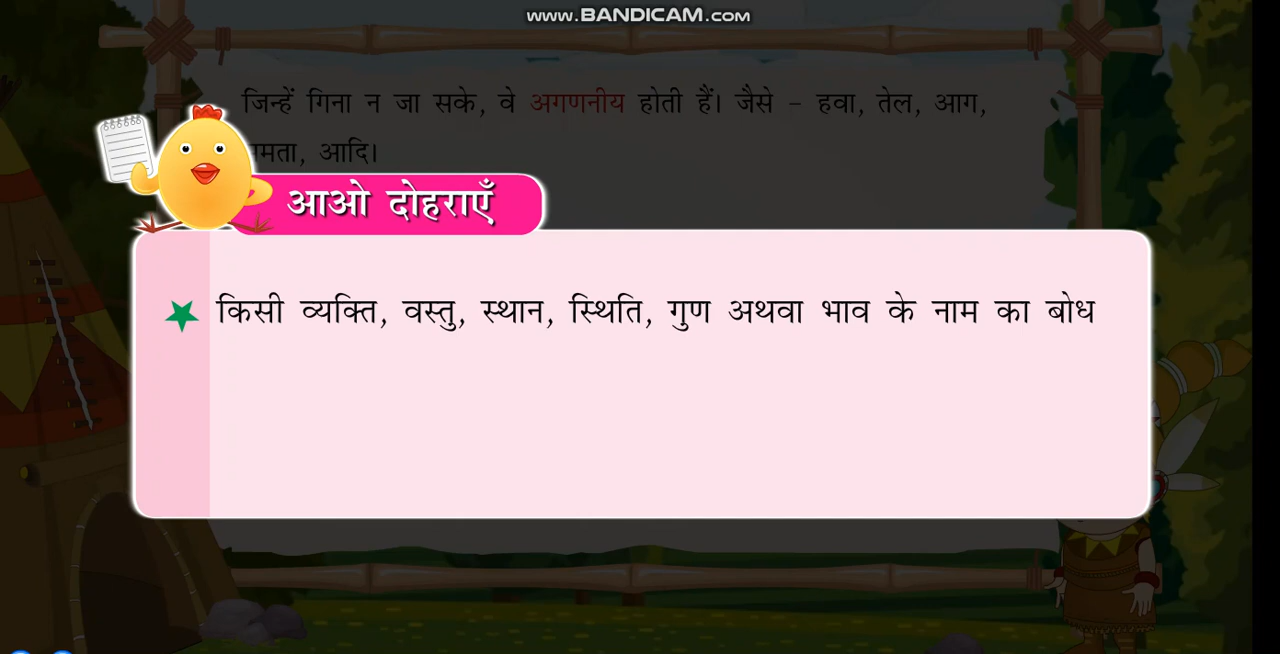 www.BANDICAM.com
जिन्हें गिना न जा सके, वे अगणनीय होती हैं। जैसे – हवा, तेल, आग,
आदि।
आओ दोहराएँ
किसी व्यक्ति, वस्तु, स्थान, स्थिति, गुण अथवा भाव के नाम का बोध